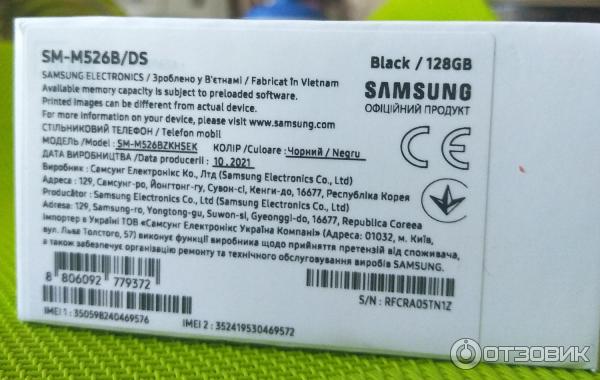 SM-M526B/DS
Black / 128GB
SAMSUNG ELECTRONICS / Зроблено у В'єтнамі / Fabricat în Vietnam
Available memory capacity is subject to preloaded software.
Printed images can be different from actual device.
For more information on your device, please visit www.samsung.com.
СТІЛЬНИКОВИЙ ТЕЛЕФОН / Telefon mobil
МОДЕЛЬ/Model : SM-M526BZKHSEK КОЛІР/Culoare : Чорний / Negru
ДАТА ВИРОБНИЦТВА/Data producerii : 10.2021
SAMSUNG
ОФІЦІЙНИЙ ПРОДУКТ
CE
Виробник : Самсунг Електронікс Ко., Лтд (Samsung Electronics Co., Ltd)
Адреса : 129, Самсунг-ро, Йонгтонг-гу, Сувон-сі, Кенги-до, 16677, Республіка Корея
Producător : Samsung Electronics Co., Ltd (Samsung Electronics Co., Ltd)
Adresa: 129, Samsung-ro, Yongtong-gu, Suwon-si, Gyeonggi-do, 16677, Republica Coreea
Імпортер в Україні ТОВ «Самсунг Електронікс Україна Компані» (Адреса: 01032, м. Київ,
вул. Льва Толстого, 57) виконує функції виробника щодо прийняття претензій від споживача,
а також забезпечує організацію ремонту та технічного обслуговування виробів SAMSUNG.
8 806092 779372
S/N : RFCRA05TN1Z
IMEI 1 : 350598240469576
IMEI 2 : 352419530469572
ОТЗОВИК